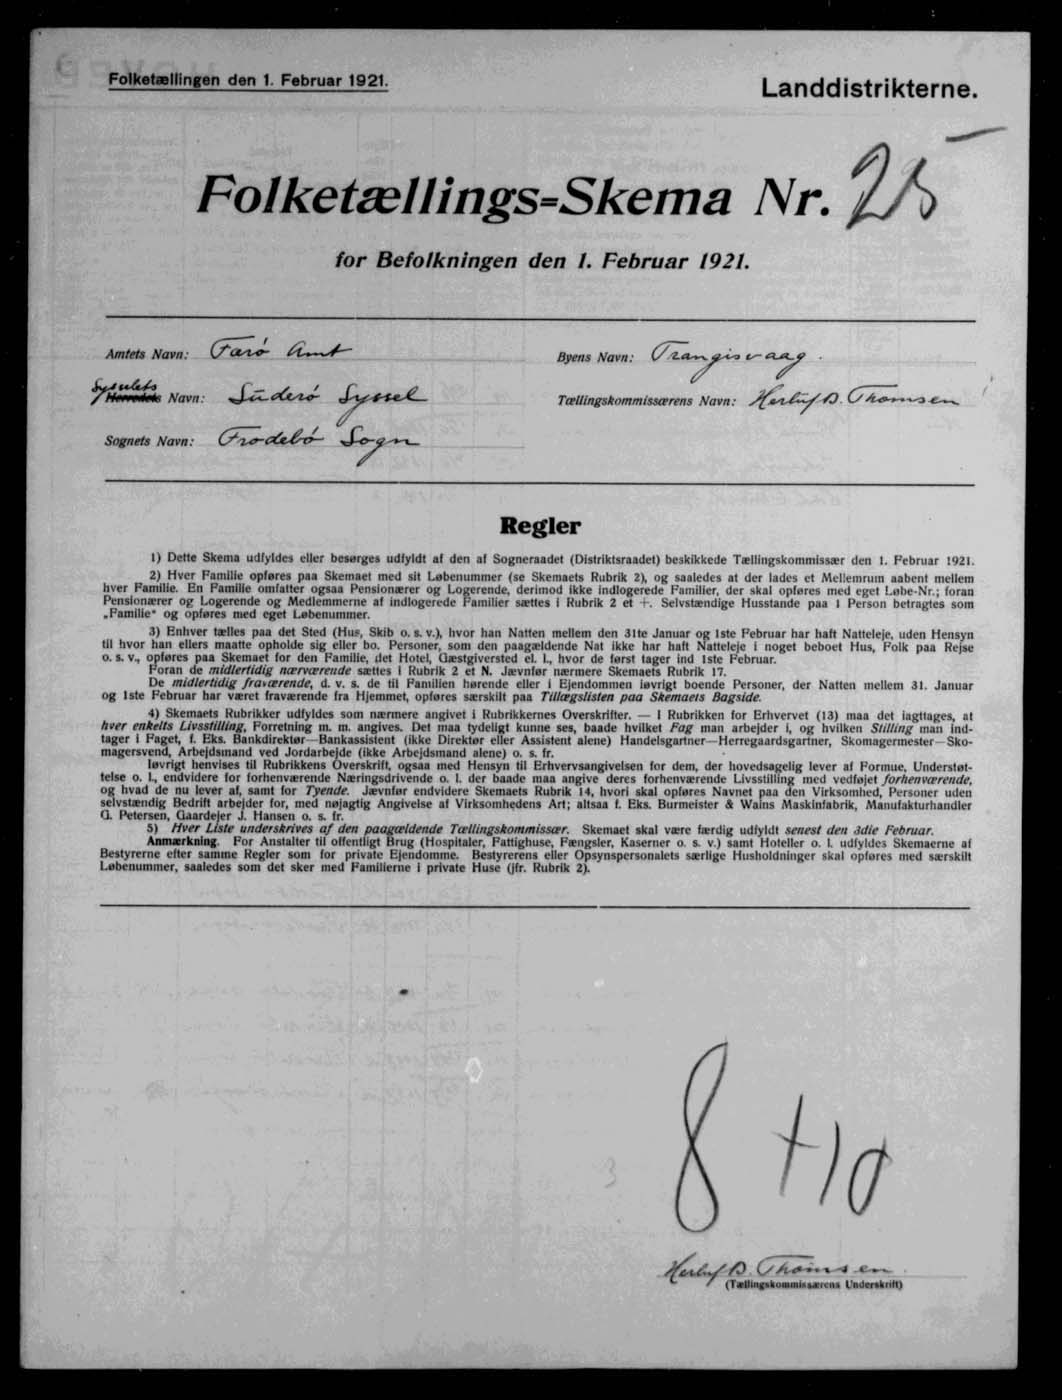 Folketællingen den 1. Februar 1921.
Landdistrikterne.
Folketællings=Skema Nr. 25
for Befolkningen den 1. Februar 1921.
Amtets Navn: Færø Amt
Byens Navn: Trangisvaag.
Sysselets
Herredets Navn: Suderø Syssel
Tællingskommissærens Navn: Herluf D. Thomsen
Sognets Navn: Frodebø Sogn
Regler
1) Dette Skema udfyldes eller besørges udfyldt af den af Sogneraadet (Distriktsraadet) beskikkede Tællingskommissær den 1. Februar 1921.
2) Hver Familie opføres paa Skemaet med sit Løbenummer (se Skemaets Rubrik 2), og saaledes at der lades et Mellemrum aabent mellem
hver Familie. En Familie omfatter ogsaa Pensionærer og Logerende, derimod ikke indlogerede Familier, der skal opføres med eget Løbe-Nr.; foran
Pensionærer og Logerende og Medlemmerne af indlogerede Familier sættes i Rubrik 2 et +. Selvstændige Husstande paa 1 Person betragtes som
„Familie“ og opføres med eget Løbenummer.
3) Enhver tælles paa det Sted (Hus, Skib o. s. v.), hvor han Natten mellem den 31te Januar og 1ste Februar har haft Natteleje, uden Hensyn
til hvor han ellers maatte opholde sig eller bo. Personer, som den paagældende Nat ikke har haft Natteleje i noget beboet Hus, Folk paa Rejse
o. s. v., opføres paa Skemaet for den Familie, det Hotel, Gæstgiversted el. l., hvor de først tager ind 1ste Februar.
Foran de midlertidig nærværende sættes i Rubrik 2 et N. Jævnfør nærmere Skemaets Rubrik 17.
De midlertidig fraværende, d. v. s. de til Familien hørende eller i Ejendommen iøvrigt boende Personer, der Natten mellem 31. Januar
og 1ste Februar har været fraværende fra Hjemmet, opføres særskilt paa Tillægslisten paa Skemaets Bagside.
4) Skemaets Rubrikker udfyldes som nærmere angivet i Rubrikkernes Overskrifter. — I Rubrikken for Erhvervet (13) maa det iagttages, at
hver enkelts Livsstilling, Forretning m. m. angives. Det maa tydeligt kunne ses, baade hvilket Fag man arbejder i, og hvilken Stilling man ind-
tager i Faget, f. Eks. Bankdirektør—Bankassistent (ikke Direktør eller Assistent alene) Handelsgartner—Herregaardsgartner, Skomagermester—Sko-
magersvend, Arbejdsmand ved Jordarbejde (ikke Arbejdsmand alene) o. s. fr.
Iøvrigt henvises til Rubrikkens Overskrift, ogsaa med Hensyn til Erhvervsangivelsen for dem, der hovedsagelig lever af Formue, Understøt-
telse o. l., endvidere for forhenværende Næringsdrivende o. l. der baade maa angive deres forhenværende Livsstilling med vedføjet forhenværende,
og hvad de nu lever af, samt for Tyende. Jævnfør endvidere Skemaets Rubrik 14, hvori skal opføres Navnet paa den Virksomhed, Personer uden
selvstændig Bedrift arbejder for, med nøjagtig Angivelse af Virksomhedens Art; altsaa f. Eks. Burmeister & Wains Maskinfabrik, Manufakturhandler
G. Petersen, Gaardejer J. Hansen o. s. fr.
5) Hver Liste underskrives af den paagældende Tællingskommissær. Skemaet skal være færdig udfyldt senest den 3die Februar.
Anmærkning. For Anstalter til offentligt Brug (Hospitaler, Fattighuse, Fængsler, Kaserner o. s. v.) samt Hoteller o. l. udfyldes Skemaerne af
Bestyrerne efter samme Regler som for private Ejendomme. Bestyrerens eller Opsynspersonalets særlige Husholdninger skal opføres med særskilt
Løbenummer, saaledes som det sker med Familierne i private Huse (jfr. Rubrik 2).
8 + 10
Herluf D. Thomsen.
(Tællingskommissærens Underskrift)